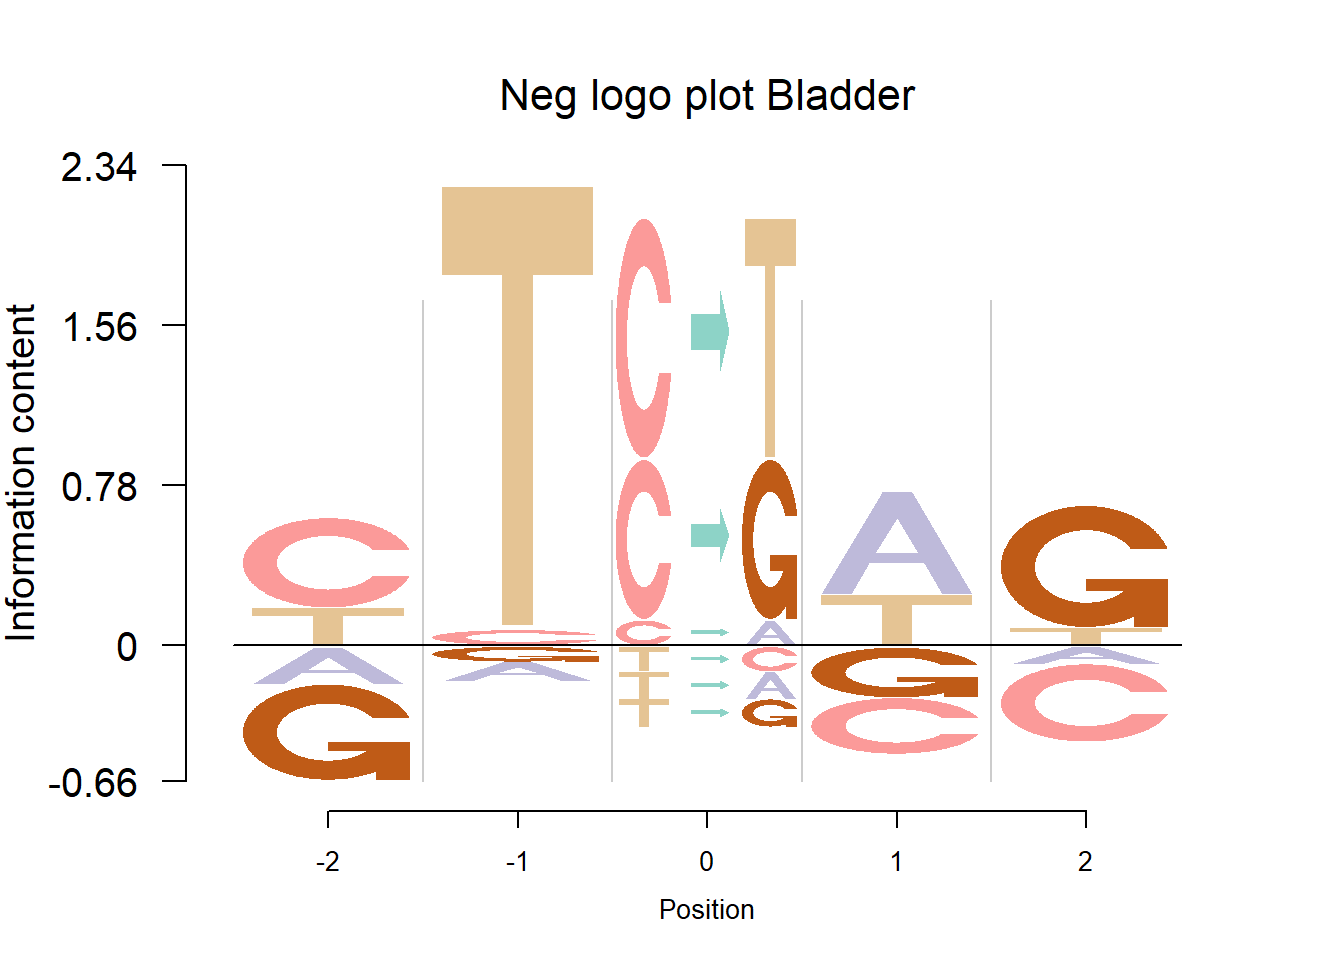 Neg logo plot Bladder
2.34
1.56
0.78
0
-0.66
Information content
C T A G
T C G A
C T
C G
C A
T C
T A
T G
A T G C
G T A C
-2 -1 0 1 2
Position